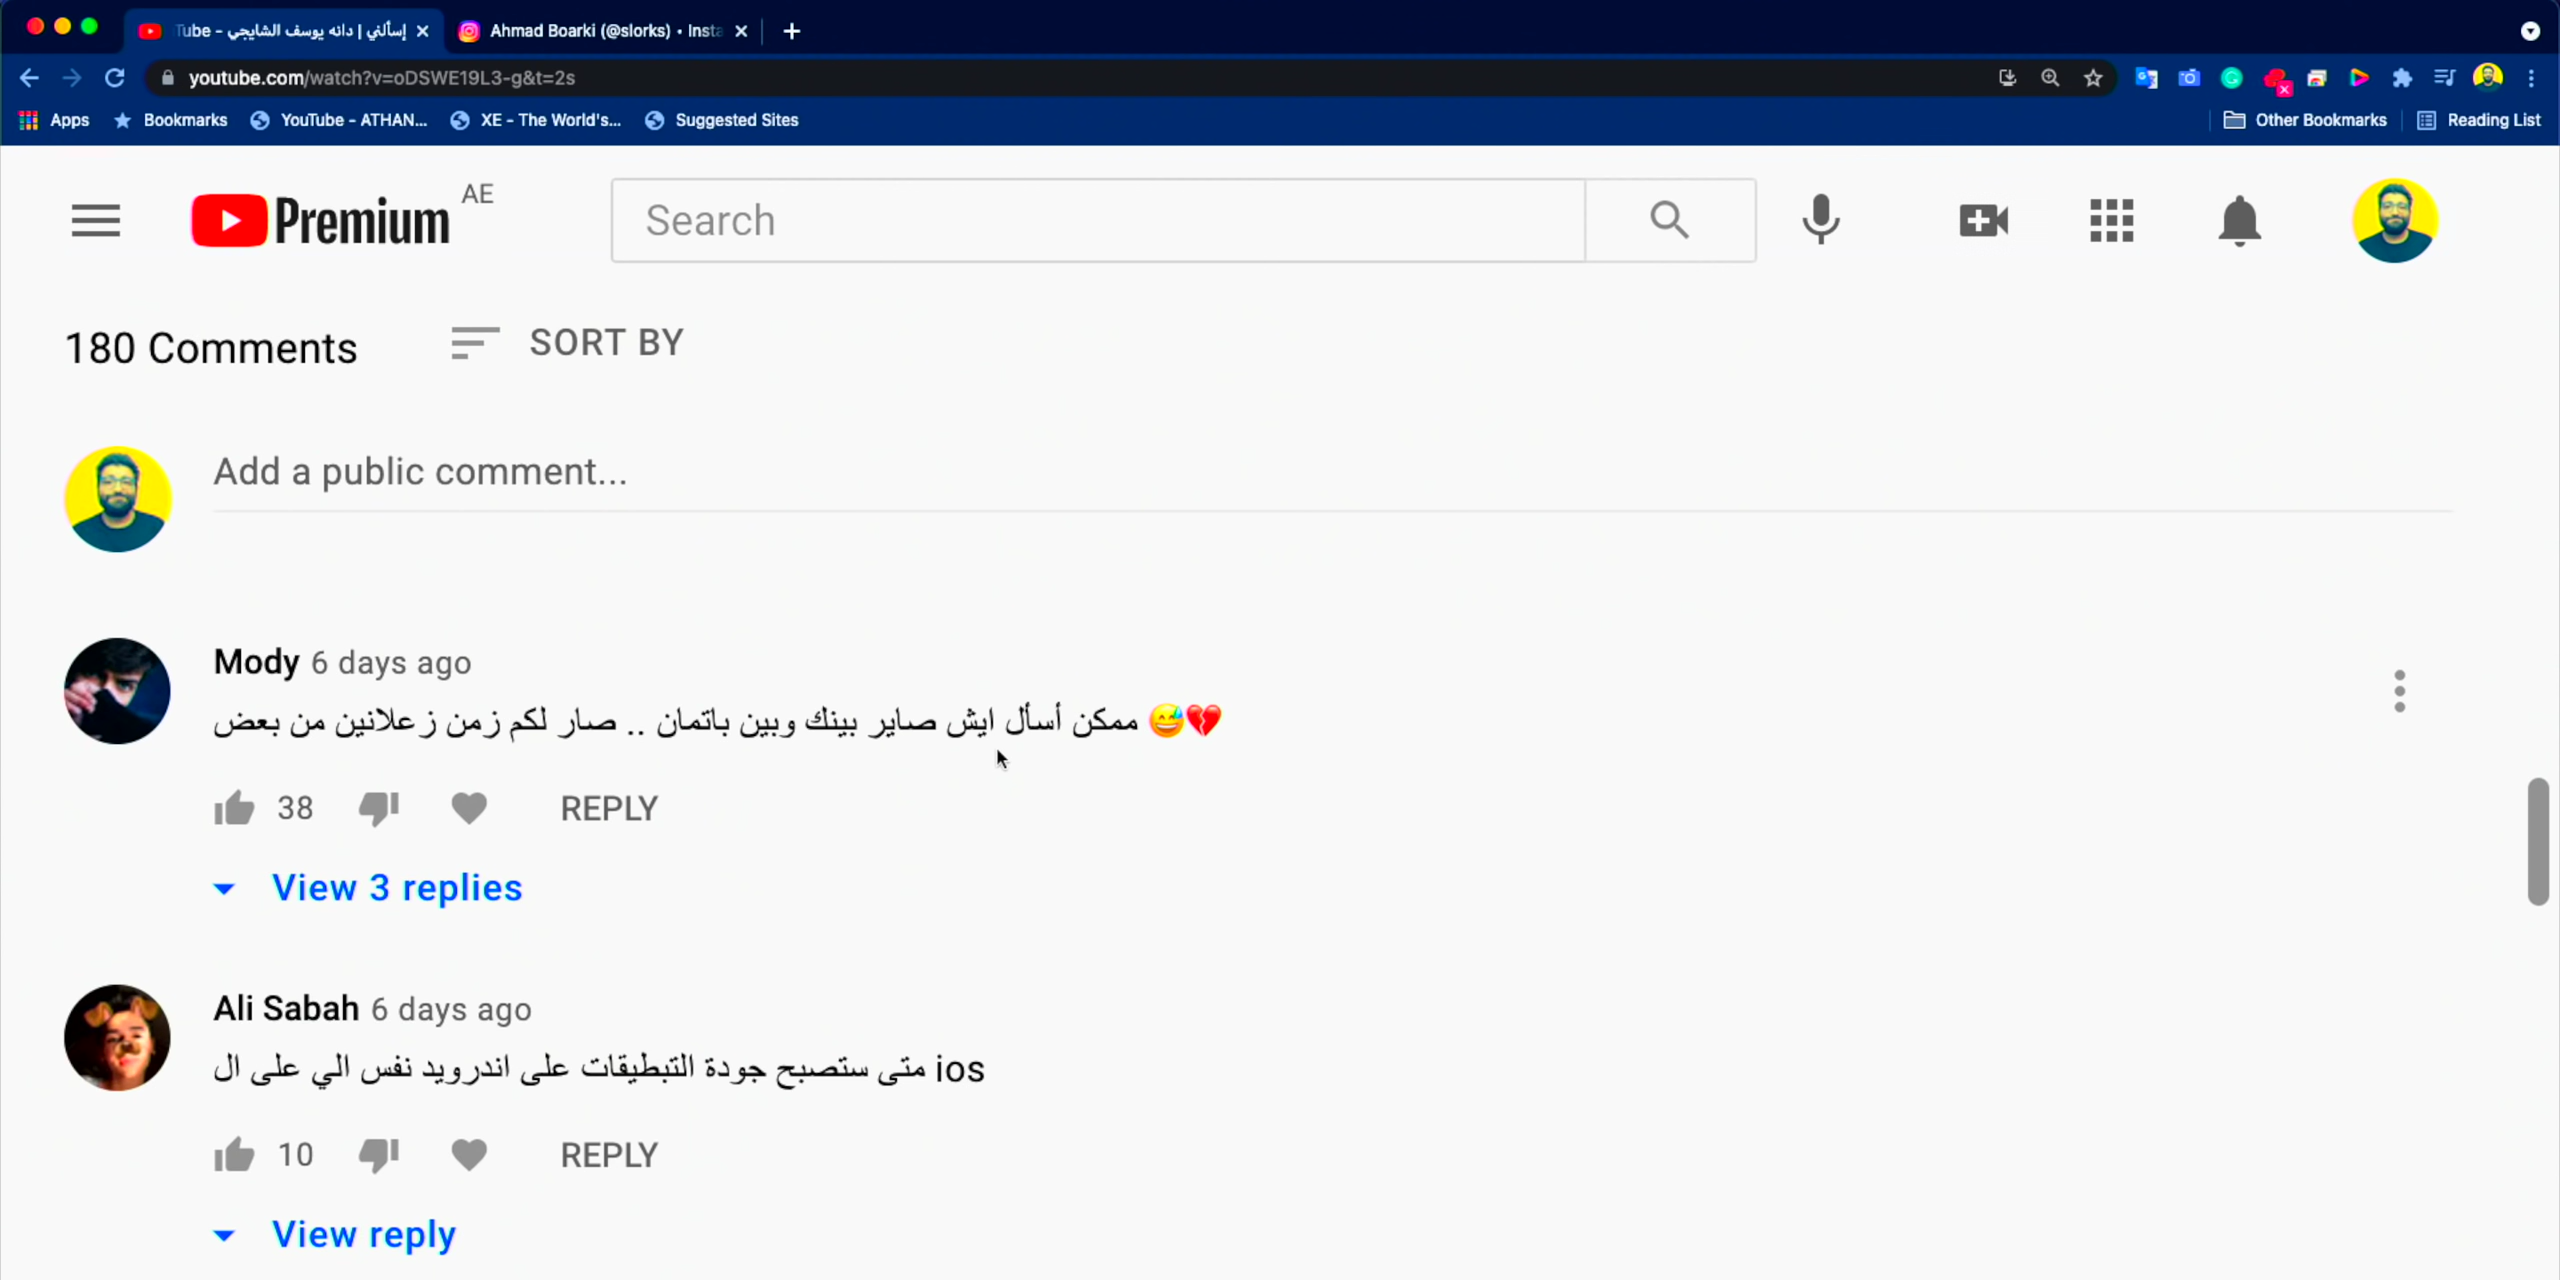 Tube - إسألني | دانه يوسف الشايجي
Ahmad Boarki (@slorks) • Insta
youtube.com/watch?v=oDSWE19L3-g&t=2s
Apps
Bookmarks
YouTube - ATHAN...
XE - The World's...
Suggested Sites
Other Bookmarks
Reading List
Premium AE
Search
180 Comments
SORT BY
Add a public comment...
Mody 6 days ago
ممكن أسأل ايش صاير بينك وبين باتمان .. صار لكم زمن زعلانين من بعض 😅💔
38
REPLY
View 3 replies
Ali Sabah 6 days ago
متى ستصبح جودة التبطيقات على اندرويد نفس الي على ال ios
10
REPLY
View reply